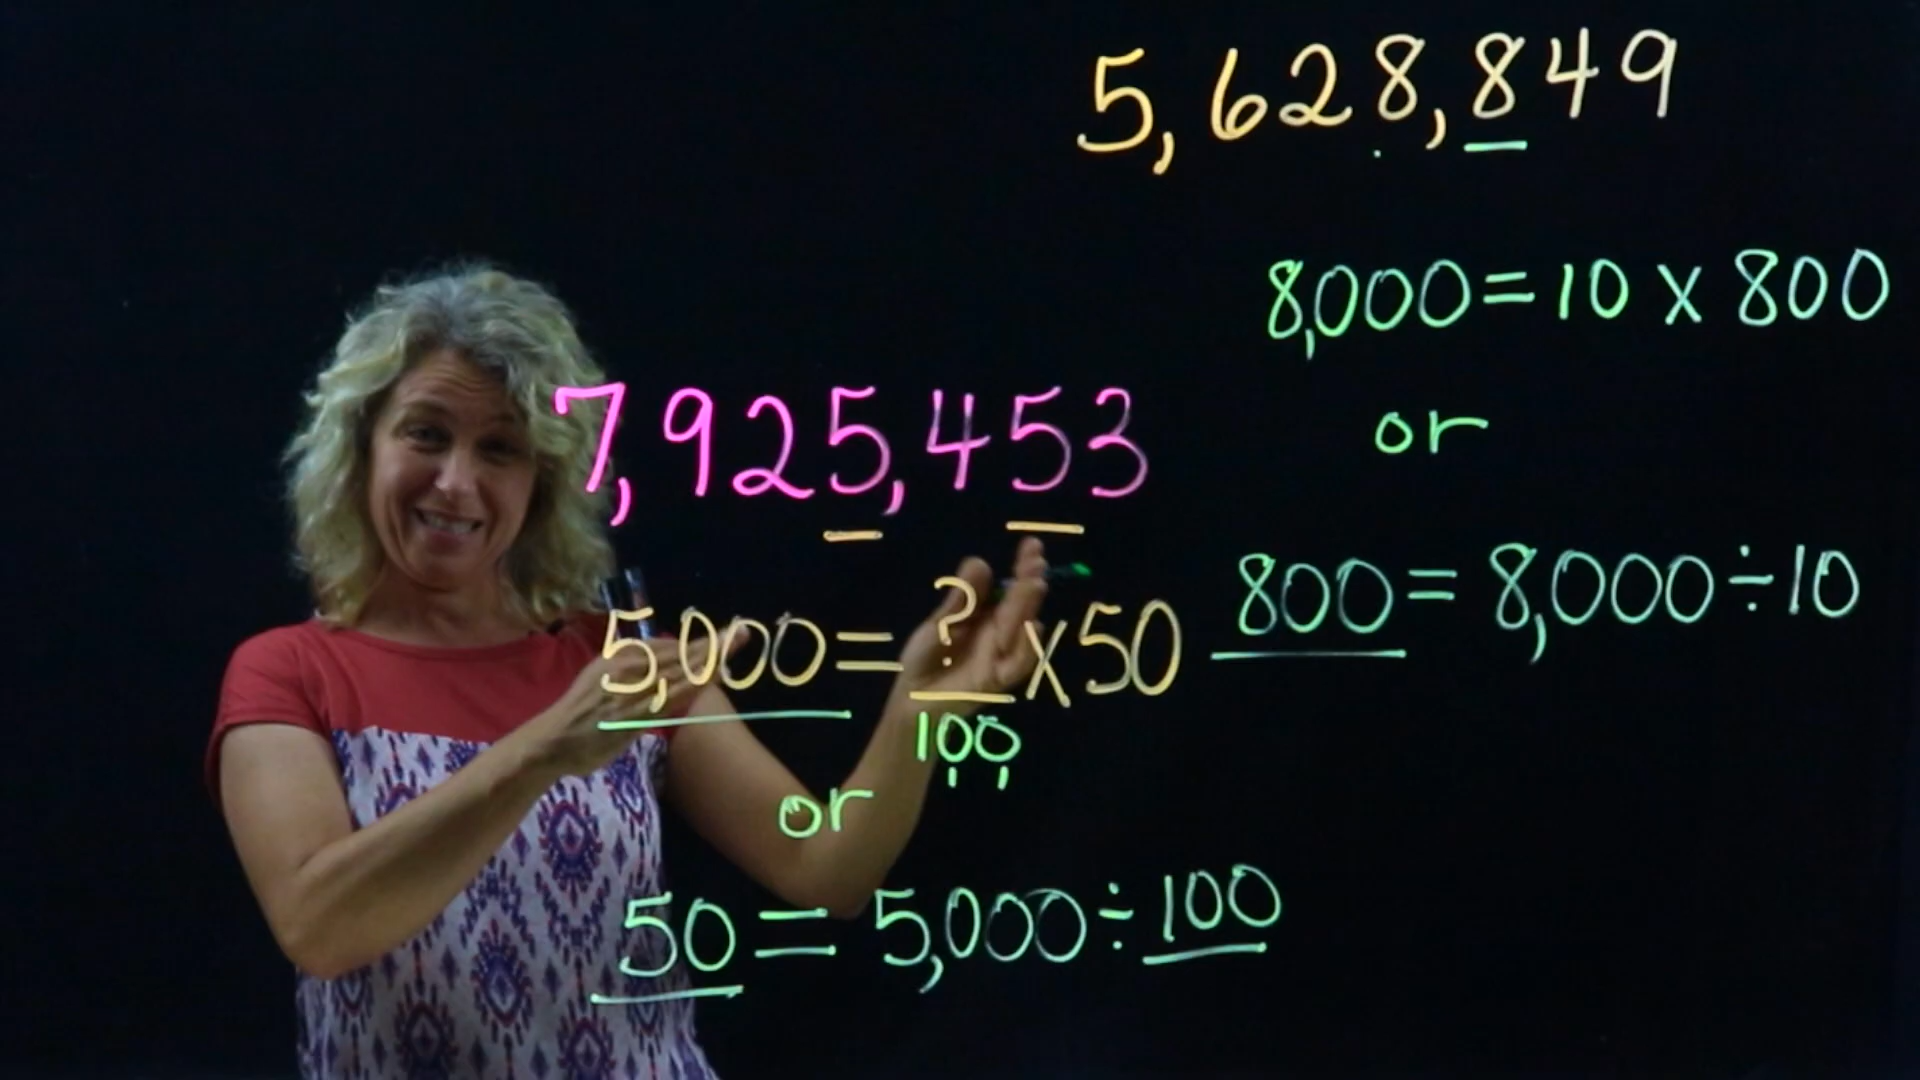 5,628,849
8,000=10 x 800
or
800=8,000÷10
7,925,453
5,000=?x50
100
or
50=5,000÷100